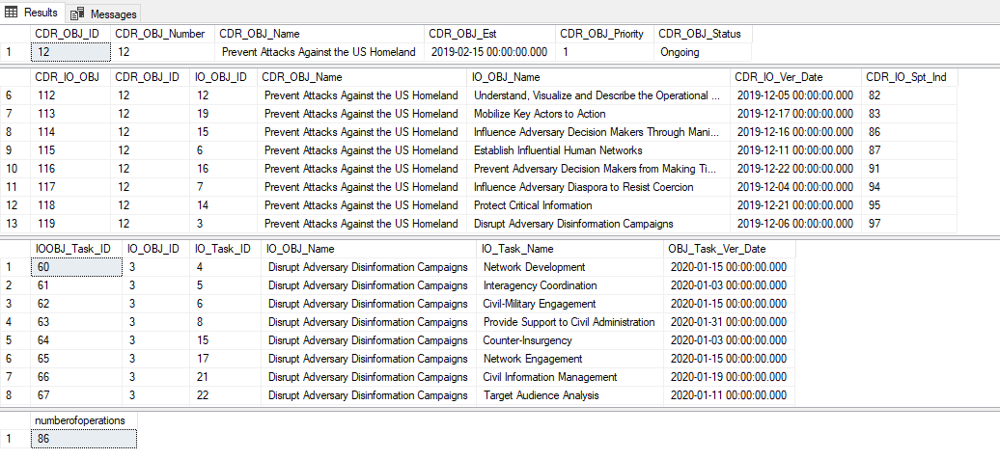 Results Messages
CDR_OBJ_ID CDR_OBJ_Number CDR_OBJ_Name CDR_OBJ_Est CDR_OBJ_Priority CDR_OBJ_Status
1 12 12 Prevent Attacks Against the US Homeland 2019-02-15 00:00:00.000 1 Ongoing
CDR_IO_OBJ CDR_OBJ_ID IO_OBJ_ID CDR_OBJ_Name IO_OBJ_Name CDR_IO_Ver_Date CDR_IO_Spt_Ind
6 112 12 12 Prevent Attacks Against the US Homeland Understand, Visualize and Describe the Operational ... 2019-12-05 00:00:00.000 82
7 113 12 19 Prevent Attacks Against the US Homeland Mobilize Key Actors to Action 2019-12-17 00:00:00.000 83
8 114 12 15 Prevent Attacks Against the US Homeland Influence Adversary Decision Makers Through Mani... 2019-12-16 00:00:00.000 86
9 115 12 6 Prevent Attacks Against the US Homeland Establish Influential Human Networks 2019-12-11 00:00:00.000 87
10 116 12 16 Prevent Attacks Against the US Homeland Prevent Adversary Decision Makers from Making Ti... 2019-12-22 00:00:00.000 91
11 117 12 7 Prevent Attacks Against the US Homeland Influence Adversary Diaspora to Resist Coercion 2019-12-04 00:00:00.000 94
12 118 12 14 Prevent Attacks Against the US Homeland Protect Critical Information 2019-12-21 00:00:00.000 95
13 119 12 3 Prevent Attacks Against the US Homeland Disrupt Adversary Disinformation Campaigns 2019-12-06 00:00:00.000 97
IOOBJ_Task_ID IO_OBJ_ID IO_Task_ID IO_OBJ_Name IO_Task_Name OBJ_Task_Ver_Date
1 60 3 4 Disrupt Adversary Disinformation Campaigns Network Development 2020-01-15 00:00:00.000
2 61 3 5 Disrupt Adversary Disinformation Campaigns Interagency Coordination 2020-01-03 00:00:00.000
3 62 3 6 Disrupt Adversary Disinformation Campaigns Civil-Military Engagement 2020-01-15 00:00:00.000
4 63 3 8 Disrupt Adversary Disinformation Campaigns Provide Support to Civil Administration 2020-01-31 00:00:00.000
5 64 3 15 Disrupt Adversary Disinformation Campaigns Counter-Insurgency 2020-01-03 00:00:00.000
6 65 3 17 Disrupt Adversary Disinformation Campaigns Network Engagement 2020-01-15 00:00:00.000
7 66 3 21 Disrupt Adversary Disinformation Campaigns Civil Information Management 2020-01-19 00:00:00.000
8 67 3 22 Disrupt Adversary Disinformation Campaigns Target Audience Analysis 2020-01-11 00:00:00.000
numberofoperations
1 86